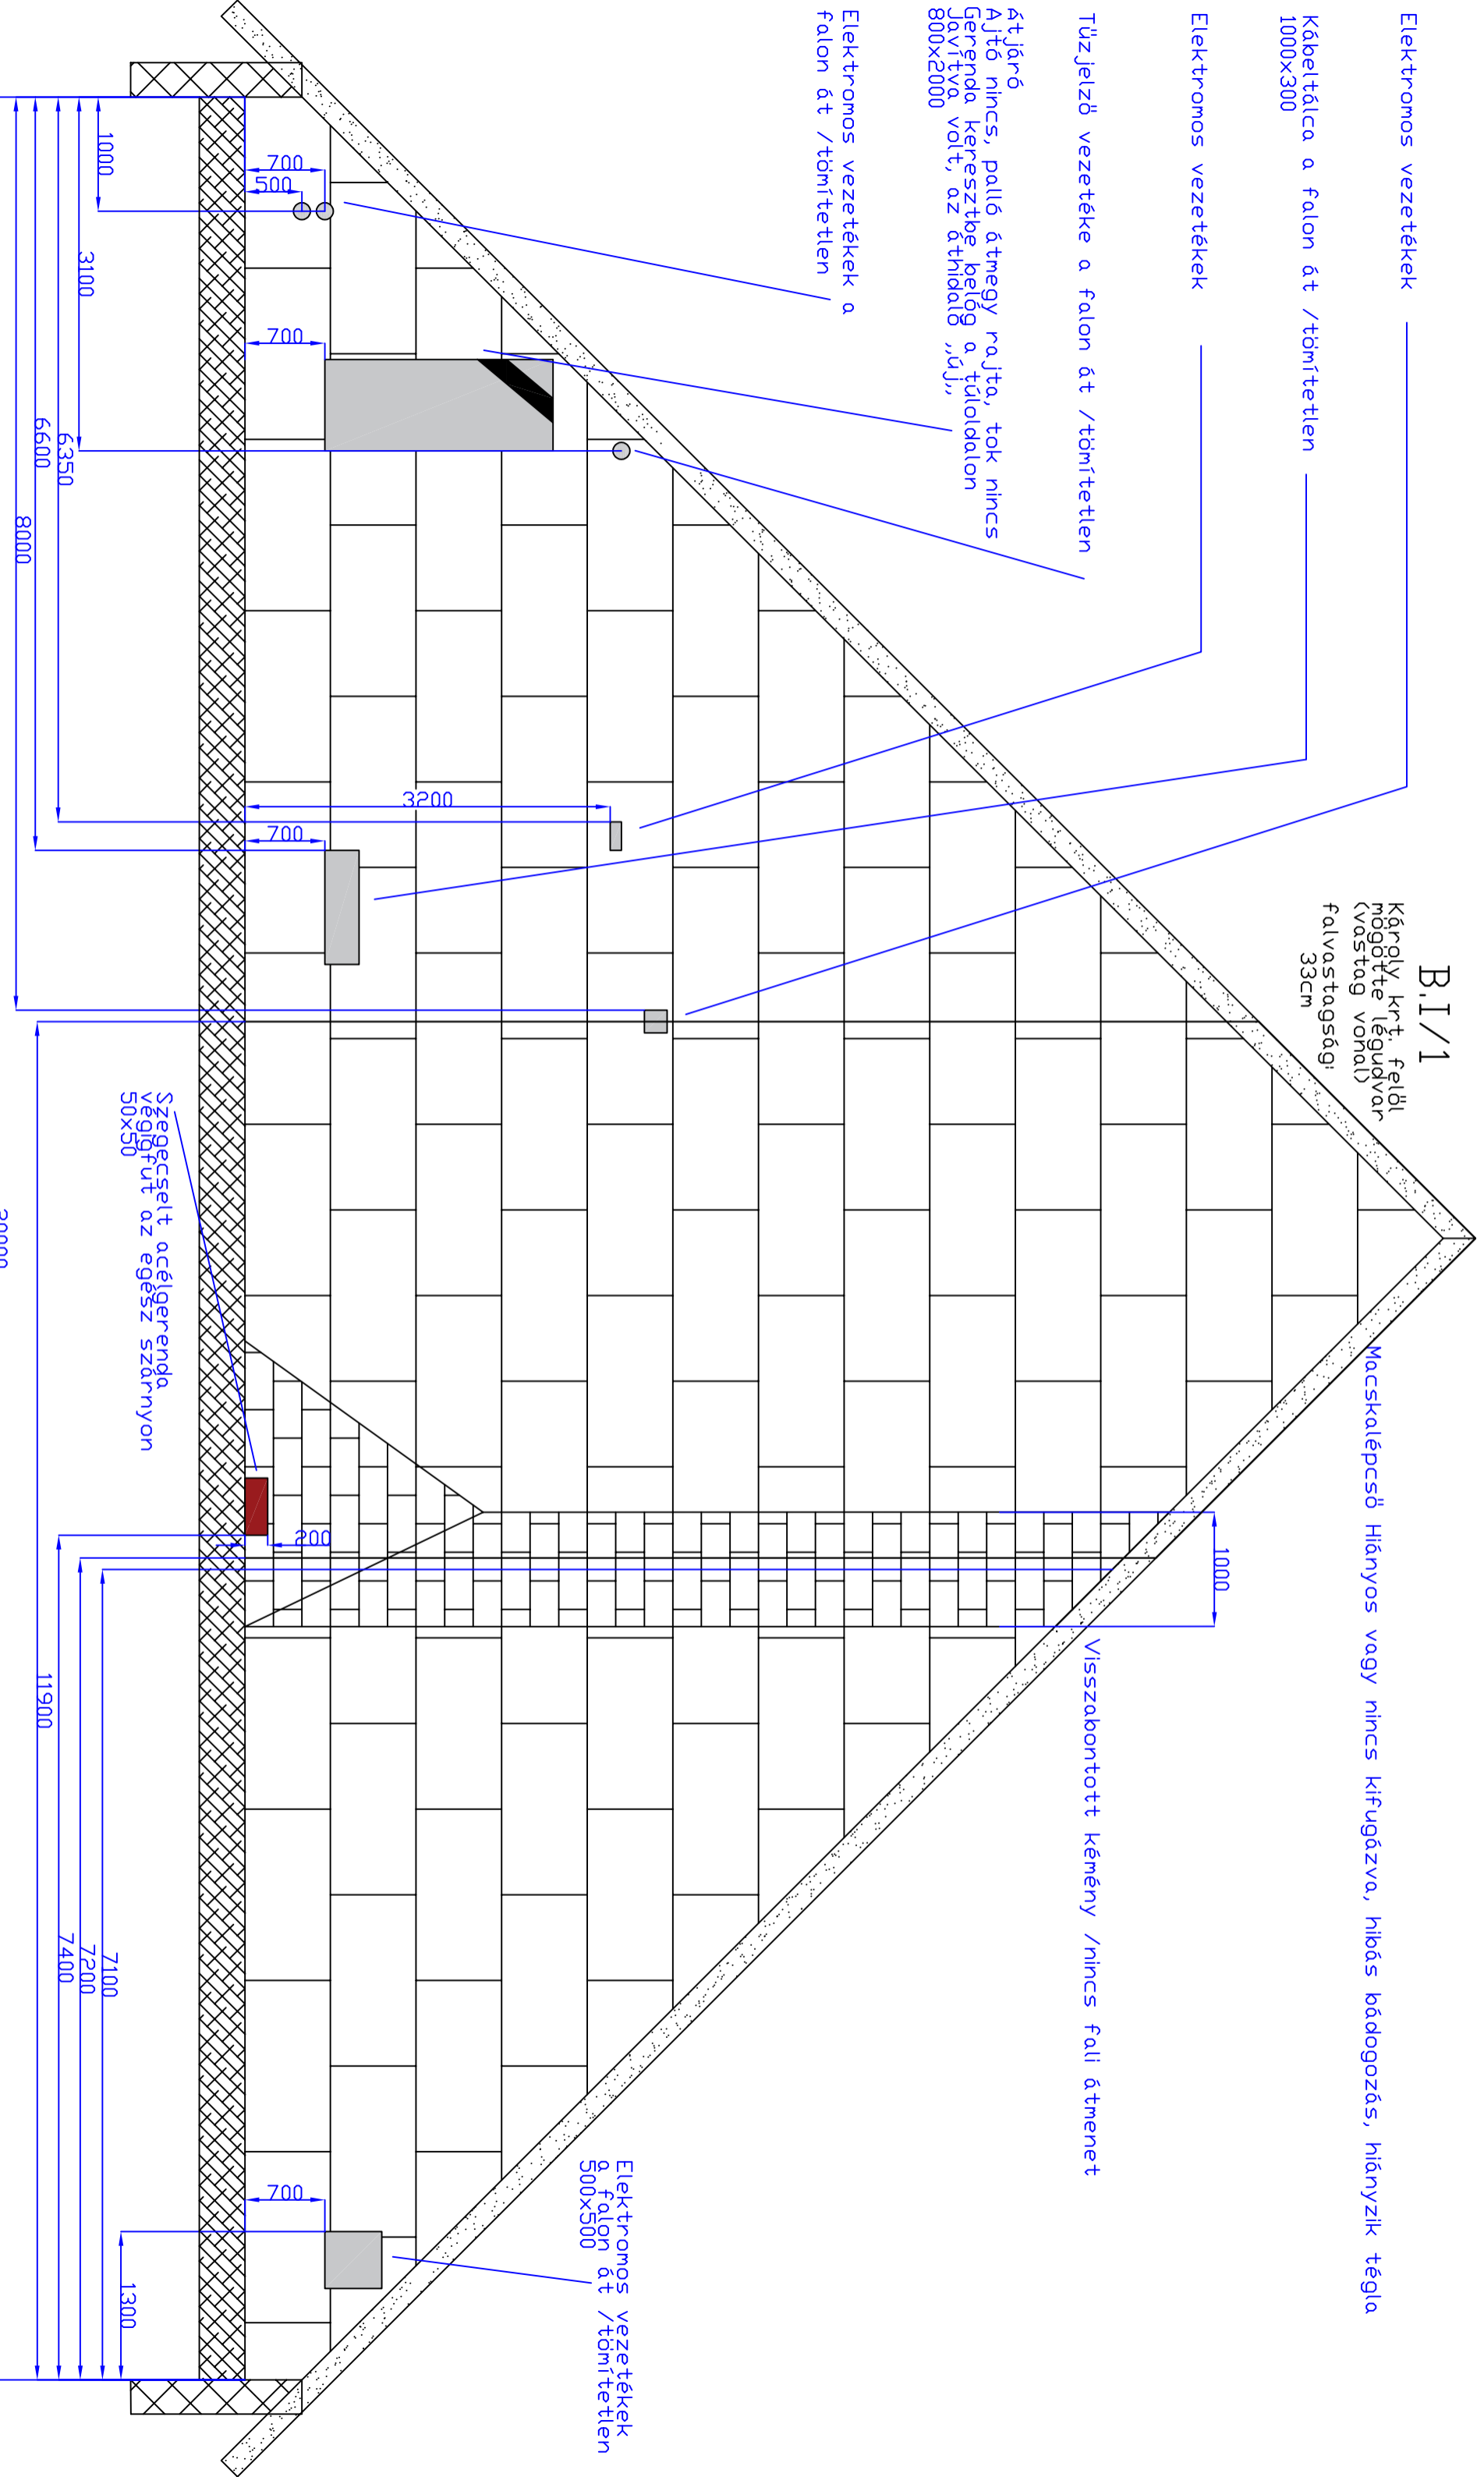 B.I/1
Károly krt. felől
mögötte légudvar
(vastag vonal)
falvastagság:
33cm
Elektromos vezetékek
Kábeltálca a falon át /tömítetlen
1000x300
Elektromos vezetékek
Tűzjelző vezetéke a falon át /tömítetlen
Átjáró
Ajtó nincs, palló átmegy rajta, tok nincs
Gerenda keresztbe belóg a túloldalon
Javítva volt, az áthidaló ,,új,,
800x2000
Elektromos vezetékek a
falon át /tömítetlen
Macskalépcső Hiányos vagy nincs kifugázva, hibás bádogozás, hiányzik tégla
Visszabontott kémény /nincs fali átmenet
Elektromos vezetékek
a falon át /tömítetlen
500x500
Szegecselt acélgerenda
végigfut az egész szárnyon
50x50
1000
700
500
700
3200
700
200
1000
700
3100
6350
6600
8000
1300
7100
7200
7400
11900
20000